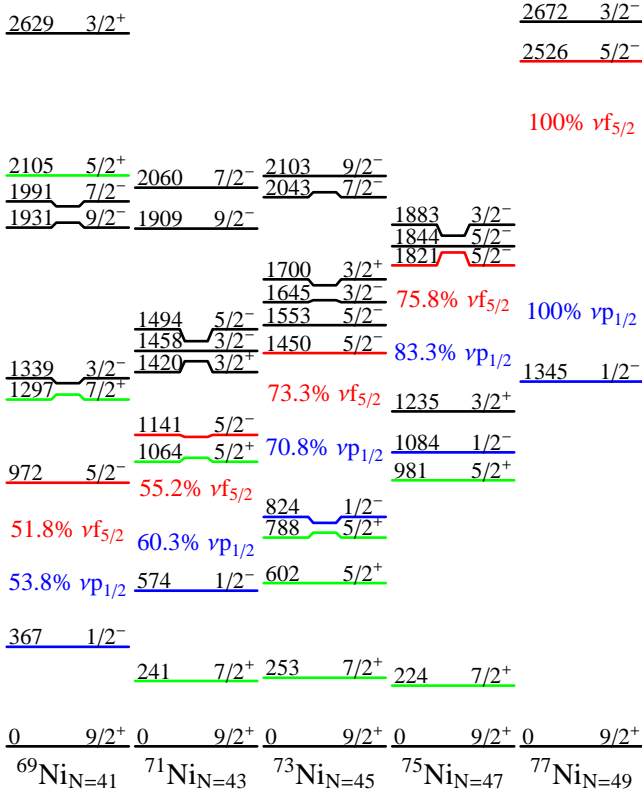 2629 3/2⁺
2105 5/2⁺
1991 7/2⁻
1931 9/2⁻
1339 3/2⁻
1297 7/2⁺
972 5/2⁻
51.8% νf₅/₂
53.8% νp₁/₂
367 1/2⁻
0 9/2⁺
⁶⁹Ni_N=41
2060 7/2⁻
1909 9/2⁻
1494 5/2⁻
1458 3/2⁻
1420 3/2⁺
1141 5/2⁻
1064 5/2⁺
55.2% νf₅/₂
60.3% νp₁/₂
574 1/2⁻
241 7/2⁺
0 9/2⁺
⁷¹Ni_N=43
2103 9/2⁻
2043 7/2⁻
1700 3/2⁺
1645 3/2⁻
1553 5/2⁻
1450 5/2⁻
73.3% νf₅/₂
70.8% νp₁/₂
824 1/2⁻
788 5/2⁺
602 5/2⁺
253 7/2⁺
0 9/2⁺
⁷³Ni_N=45
1883 3/2⁻
1844 5/2⁻
1821 5/2⁻
75.8% νf₅/₂
83.3% νp₁/₂
1235 3/2⁺
1084 1/2⁻
981 5/2⁺
224 7/2⁺
0 9/2⁺
⁷⁵Ni_N=47
2672 3/2⁻
2526 5/2⁻
100% νf₅/₂
100% νp₁/₂
1345 1/2⁻
0 9/2⁺
⁷⁷Ni_N=49